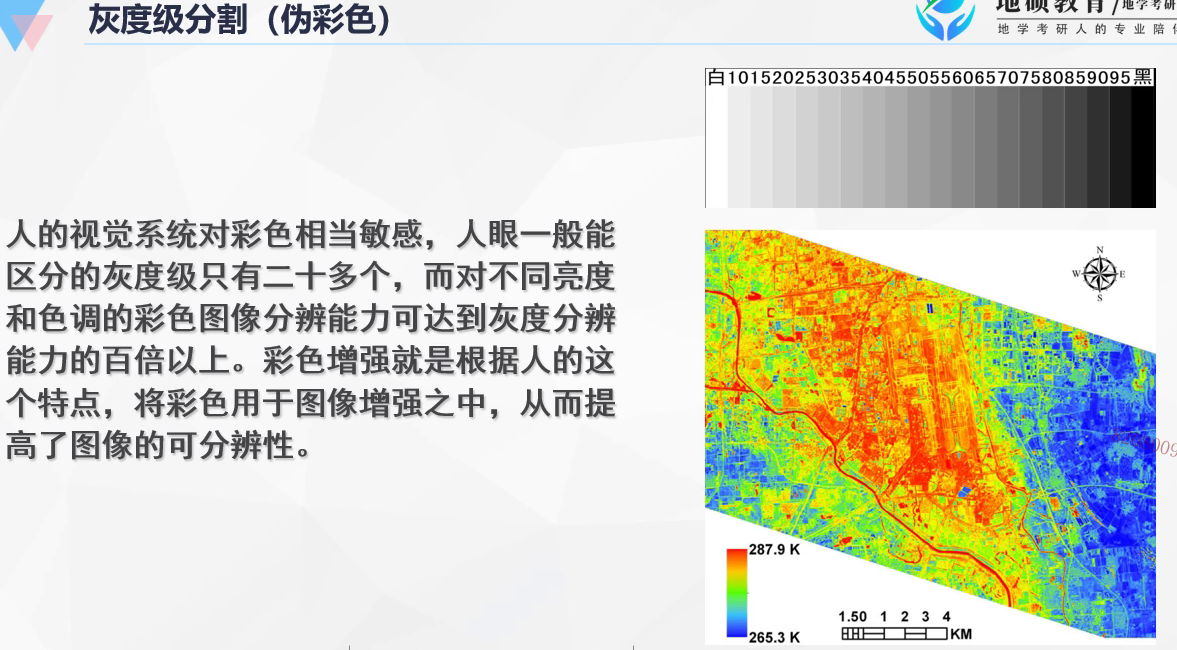 灰度级分割（伪彩色）
地硕教育/地学考研
地学考研人的专业陪
白101520253035404550556065707580859095黑
人的视觉系统对彩色相当敏感，人眼一般能
区分的灰度级只有二十多个，而对不同亮度
和色调的彩色图像分辨能力可达到灰度分辨
能力的百倍以上。彩色增强就是根据人的这
个特点，将彩色用于图像增强之中，从而提
高了图像的可分辨性。
N
W E
S
009
287.9 K
265.3 K
1.50 1 2 3 4
KM